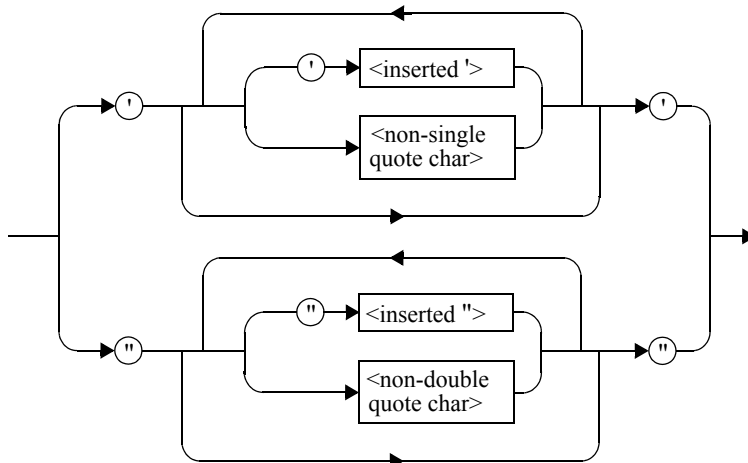 ' <inserted '>
' <non-single
quote char> '
" <inserted ">
" <non-double
quote char> "